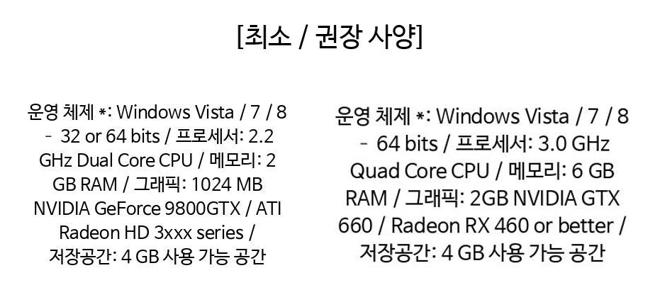 [최소 / 권장 사양]
운영 체제 *: Windows Vista / 7 / 8
- 32 or 64 bits / 프로세서: 2.2
GHz Dual Core CPU / 메모리: 2
GB RAM / 그래픽: 1024 MB
NVIDIA GeForce 9800GTX / ATI
Radeon HD 3xxx series /
저장공간: 4 GB 사용 가능 공간
운영 체제 *: Windows Vista / 7 / 8
- 64 bits / 프로세서: 3.0 GHz
Quad Core CPU / 메모리: 6 GB
RAM / 그래픽: 2GB NVIDIA GTX
660 / Radeon RX 460 or better /
저장공간: 4 GB 사용 가능 공간